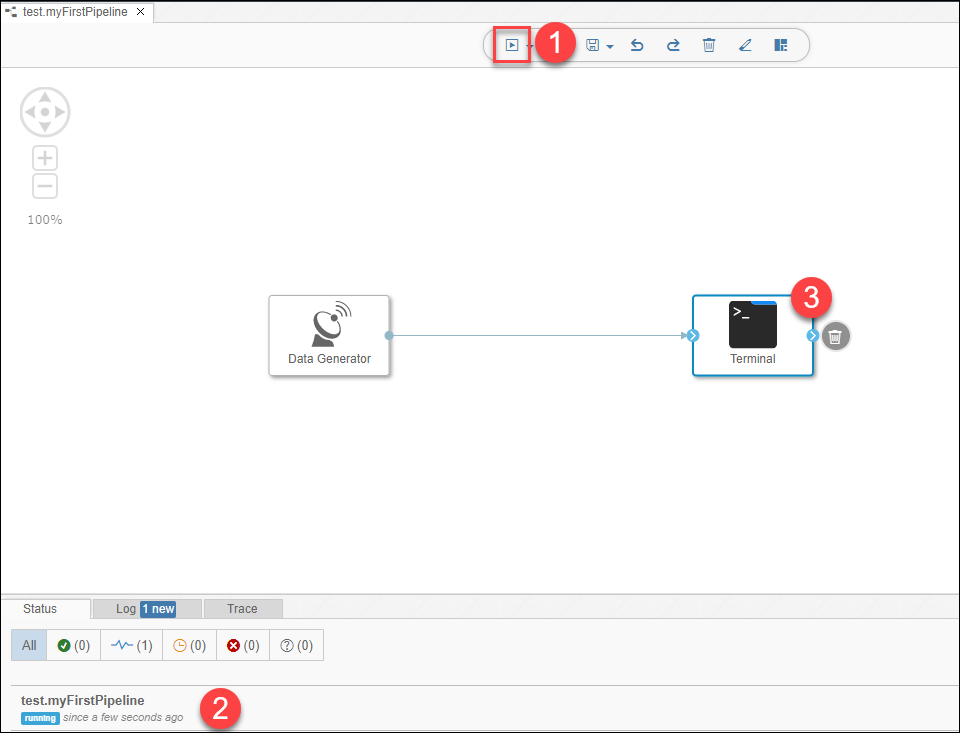 test.myFirstPipeline ×
1
100%
3
>_
Data Generator
Terminal
Status Log 1 new Trace
All (0) (1) (0) (0) (0)
test.myFirstPipeline
running since a few seconds ago
2